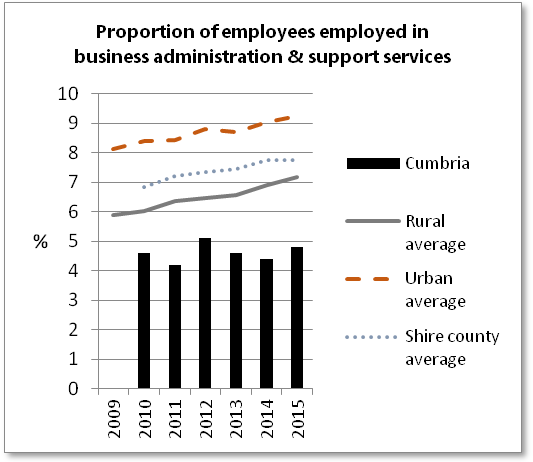 Proportion of employees employed in
business administration & support services
10
9
8
7
6
5
4
3
2
1
0
%
2009
2010
2011
2012
2013
2014
2015
Cumbria
Rural
average
Urban
average
Shire county
average